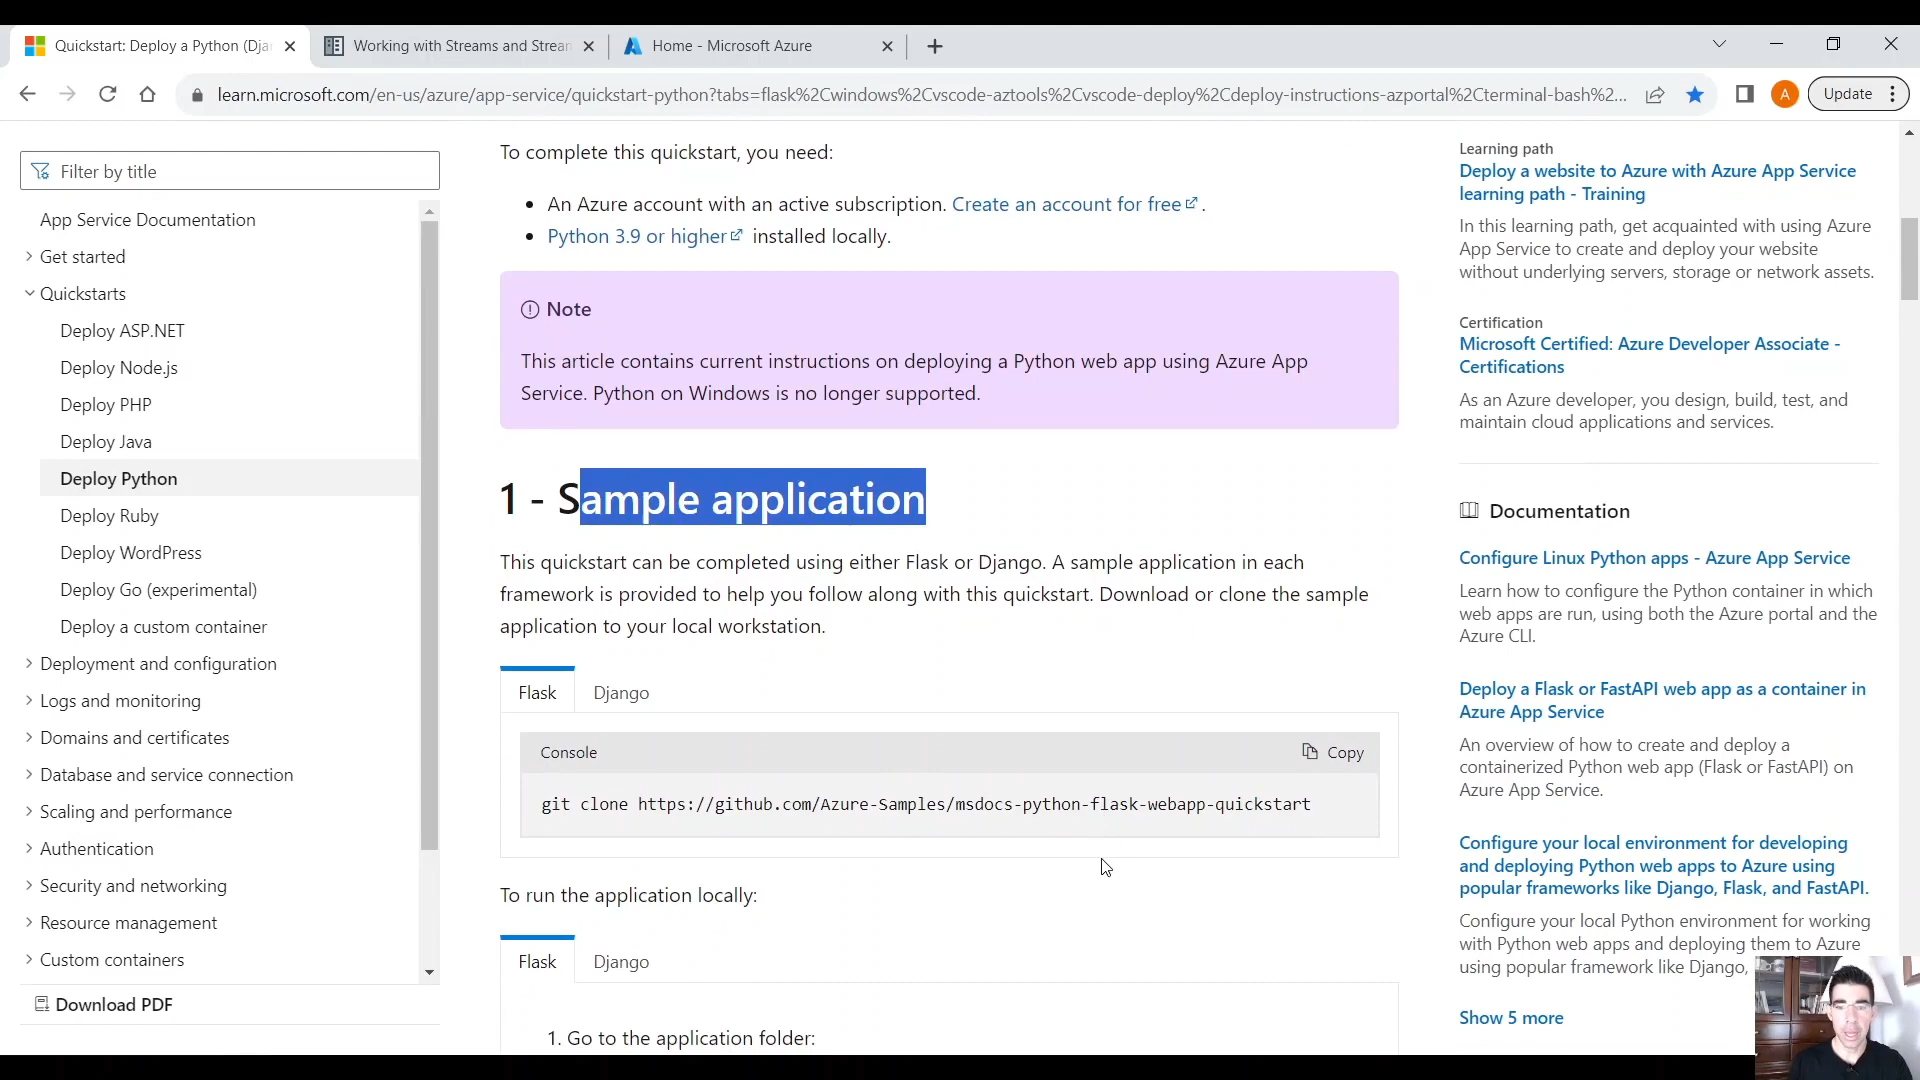 Quickstart: Deploy a Python (Djan
Working with Streams and Stream
Home - Microsoft Azure
learn.microsoft.com/en-us/azure/app-service/quickstart-python?tabs=flask%2Cwindows%2Cvscode-aztools%2Cvscode-deploy%2Cdeploy-instructions-azportal%2Cterminal-bash%2...
A
Update
Filter by title
App Service Documentation
Get started
Quickstarts
Deploy ASP.NET
Deploy Node.js
Deploy PHP
Deploy Java
Deploy Python
Deploy Ruby
Deploy WordPress
Deploy Go (experimental)
Deploy a custom container
Deployment and configuration
Logs and monitoring
Domains and certificates
Database and service connection
Scaling and performance
Authentication
Security and networking
Resource management
Custom containers
Download PDF
To complete this quickstart, you need:
An Azure account with an active subscription. Create an account for free.
Python 3.9 or higher installed locally.
Note
This article contains current instructions on deploying a Python web app using Azure App
Service. Python on Windows is no longer supported.
1 - Sample application
This quickstart can be completed using either Flask or Django. A sample application in each
framework is provided to help you follow along with this quickstart. Download or clone the sample
application to your local workstation.
Flask Django
Console Copy
git clone https://github.com/Azure-Samples/msdocs-python-flask-webapp-quickstart
To run the application locally:
Flask Django
1. Go to the application folder:
Learning path
Deploy a website to Azure with Azure App Service
learning path - Training
In this learning path, get acquainted with using Azure
App Service to create and deploy your website
without underlying servers, storage or network assets.
Certification
Microsoft Certified: Azure Developer Associate -
Certifications
As an Azure developer, you design, build, test, and
maintain cloud applications and services.
Documentation
Configure Linux Python apps - Azure App Service
Learn how to configure the Python container in which
web apps are run, using both the Azure portal and the
Azure CLI.
Deploy a Flask or FastAPI web app as a container in
Azure App Service
An overview of how to create and deploy a
containerized Python web app (Flask or FastAPI) on
Azure App Service.
Configure your local environment for developing
and deploying Python web apps to Azure using
popular frameworks like Django, Flask, and FastAPI.
Configure your local Python environment for working
with Python web apps and deploying them to Azure
using popular framework like Django,
Show 5 more